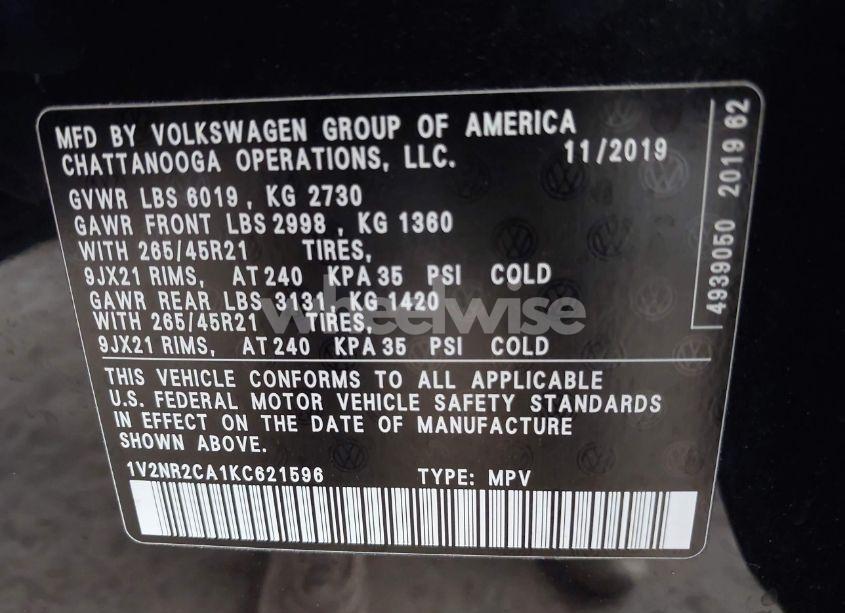 MFD BY VOLKSWAGEN GROUP OF AMERICA
CHATTANOOGA OPERATIONS, LLC. 11/2019
GVWR LBS 6019 , KG 2730
GAWR FRONT LBS 2998 , KG 1360
WITH 265/45R21 TIRES,
9JX21 RIMS, AT 240 KPA 35 PSI COLD
GAWR REAR LBS 3131, KG 1420
WITH 265/45R21 TIRES,
9JX21 RIMS, AT 240 KPA 35 PSI COLD
THIS VEHICLE CONFORMS TO ALL APPLICABLE
U.S. FEDERAL MOTOR VEHICLE SAFETY STANDARDS
IN EFFECT ON THE DATE OF MANUFACTURE
SHOWN ABOVE.
1V2NR2CA1KC621596 TYPE: MPV
4939050 2019 62
wheelwise